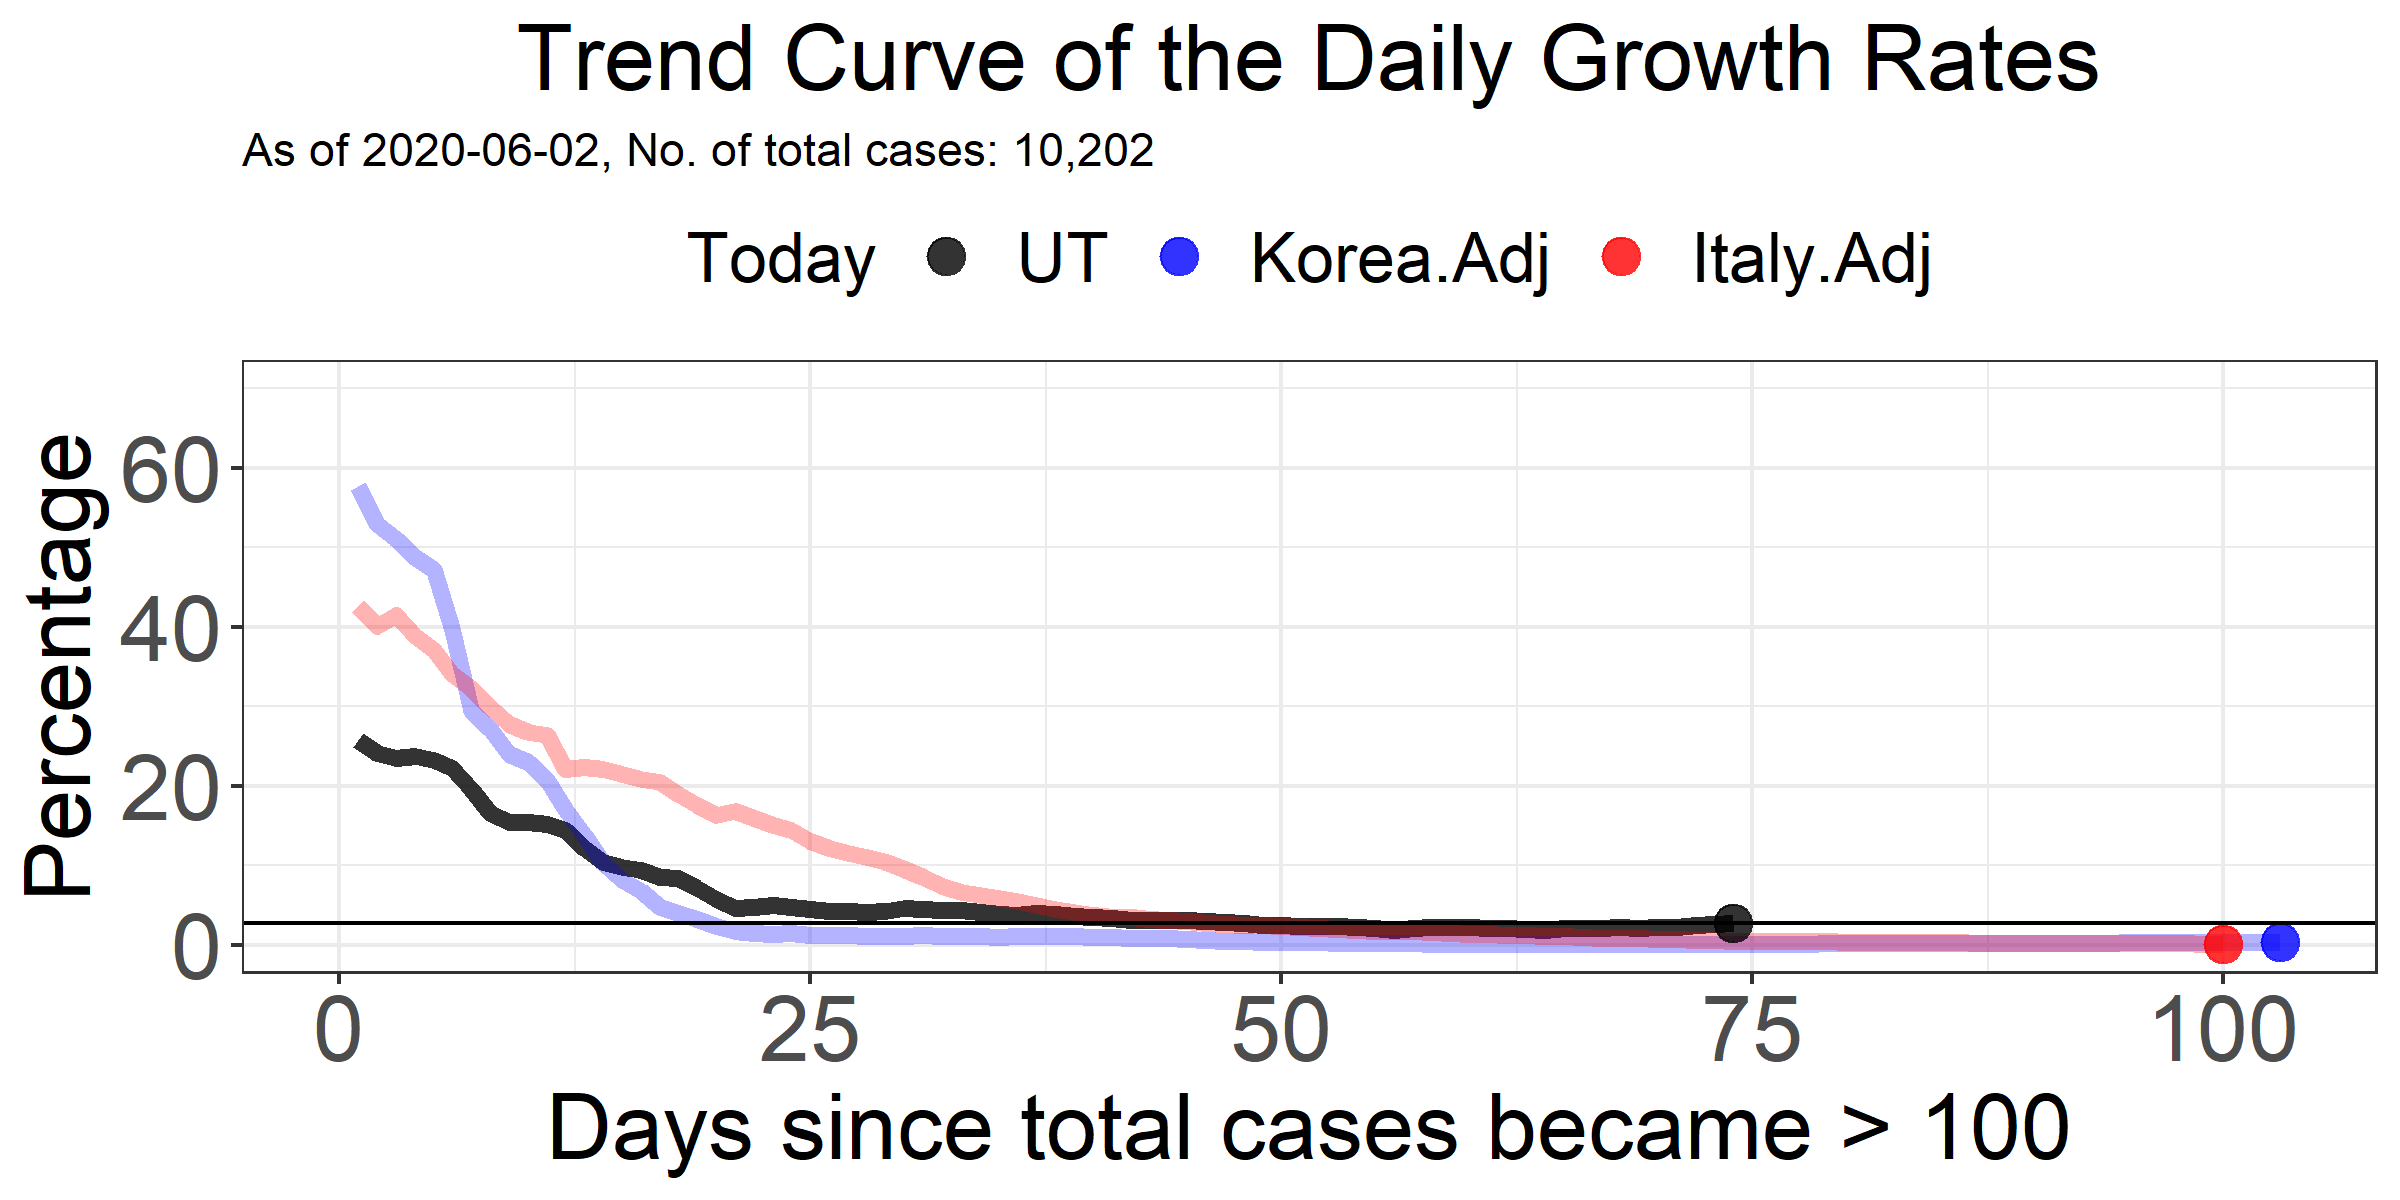 Trend Curve of the Daily Growth Rates
As of 2020-06-02, No. of total cases: 10,202
Today UT Korea.Adj Italy.Adj
Percentage
60
40
20
0
0 25 50 75 100
Days since total cases became > 100